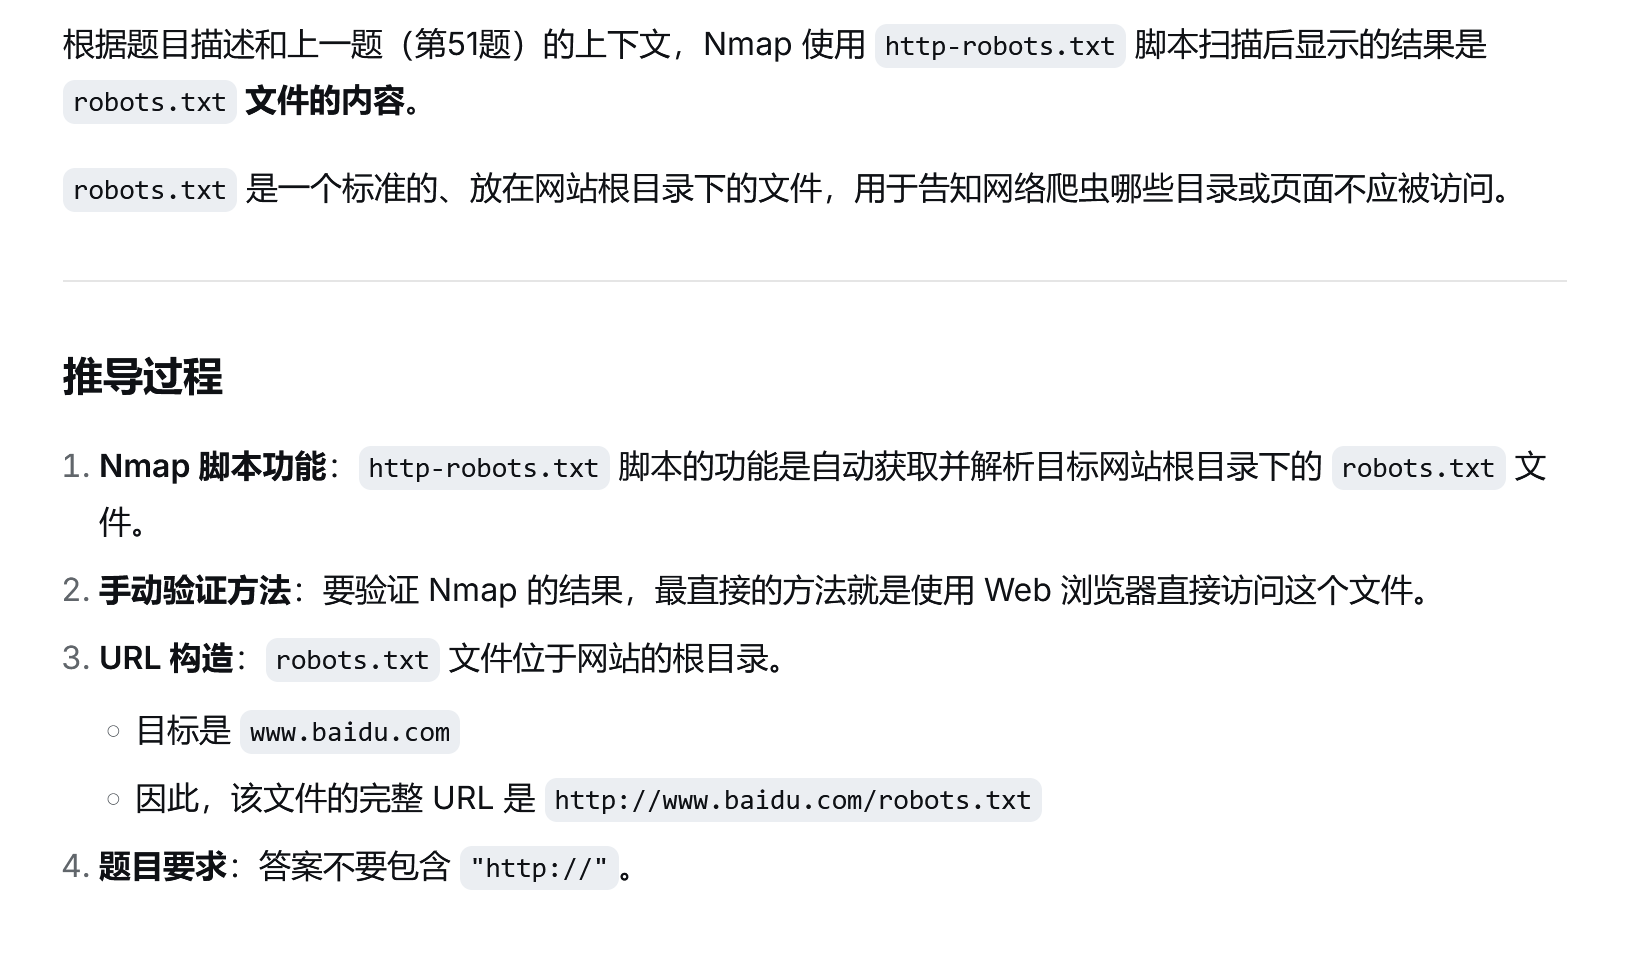 根据题目描述和上一题（第51题）的上下文，Nmap 使用 http-robots.txt 脚本扫描后显示的结果是
robots.txt 文件的内容。
robots.txt 是一个标准的、放在网站根目录下的文件，用于告知网络爬虫哪些目录或页面不应被访问。
推导过程
1. Nmap 脚本功能： http-robots.txt 脚本的功能是自动获取并解析目标网站根目录下的 robots.txt 文
件。
2. 手动验证方法：要验证 Nmap 的结果，最直接的方法就是使用 Web 浏览器直接访问这个文件。
3. URL 构造： robots.txt 文件位于网站的根目录。
○ 目标是 www.baidu.com
○ 因此，该文件的完整 URL 是 http://www.baidu.com/robots.txt
4. 题目要求：答案不要包含 "http://"。